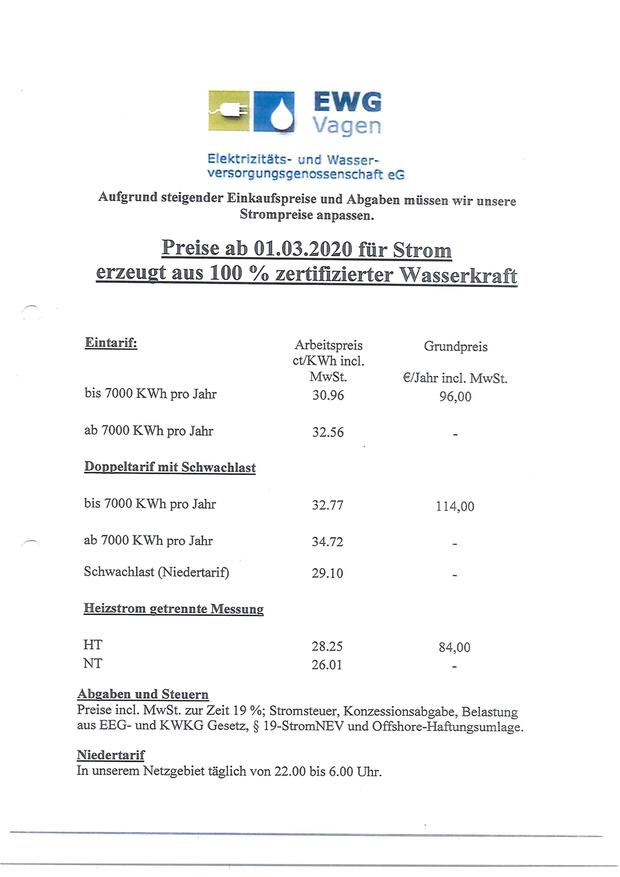 EWG
Vagen
Elektrizitäts- und Wasser-
versorgungsgenossenschaft eG
Aufgrund steigender Einkaufspreise und Abgaben müssen wir unsere
Strompreise anpassen.
Preise ab 01.03.2020 für Strom
erzeugt aus 100 % zertifizierter Wasserkraft
Eintarif: Arbeitspreis Grundpreis
ct/KWh incl.
MwSt. €/Jahr incl. MwSt.
bis 7000 KWh pro Jahr 30.96 96,00
ab 7000 KWh pro Jahr 32.56 -
Doppeltarif mit Schwachlast
bis 7000 KWh pro Jahr 32.77 114,00
ab 7000 KWh pro Jahr 34.72 -
Schwachlast (Niedertarif) 29.10 -
Heizstrom getrennte Messung
HT 28.25 84,00
NT 26.01 -
Abgaben und Steuern
Preise incl. MwSt. zur Zeit 19 %; Stromsteuer, Konzessionsabgabe, Belastung
aus EEG- und KWKG Gesetz, § 19-StromNEV und Offshore-Haftungsumlage.
Niedertarif
In unserem Netzgebiet täglich von 22.00 bis 6.00 Uhr.